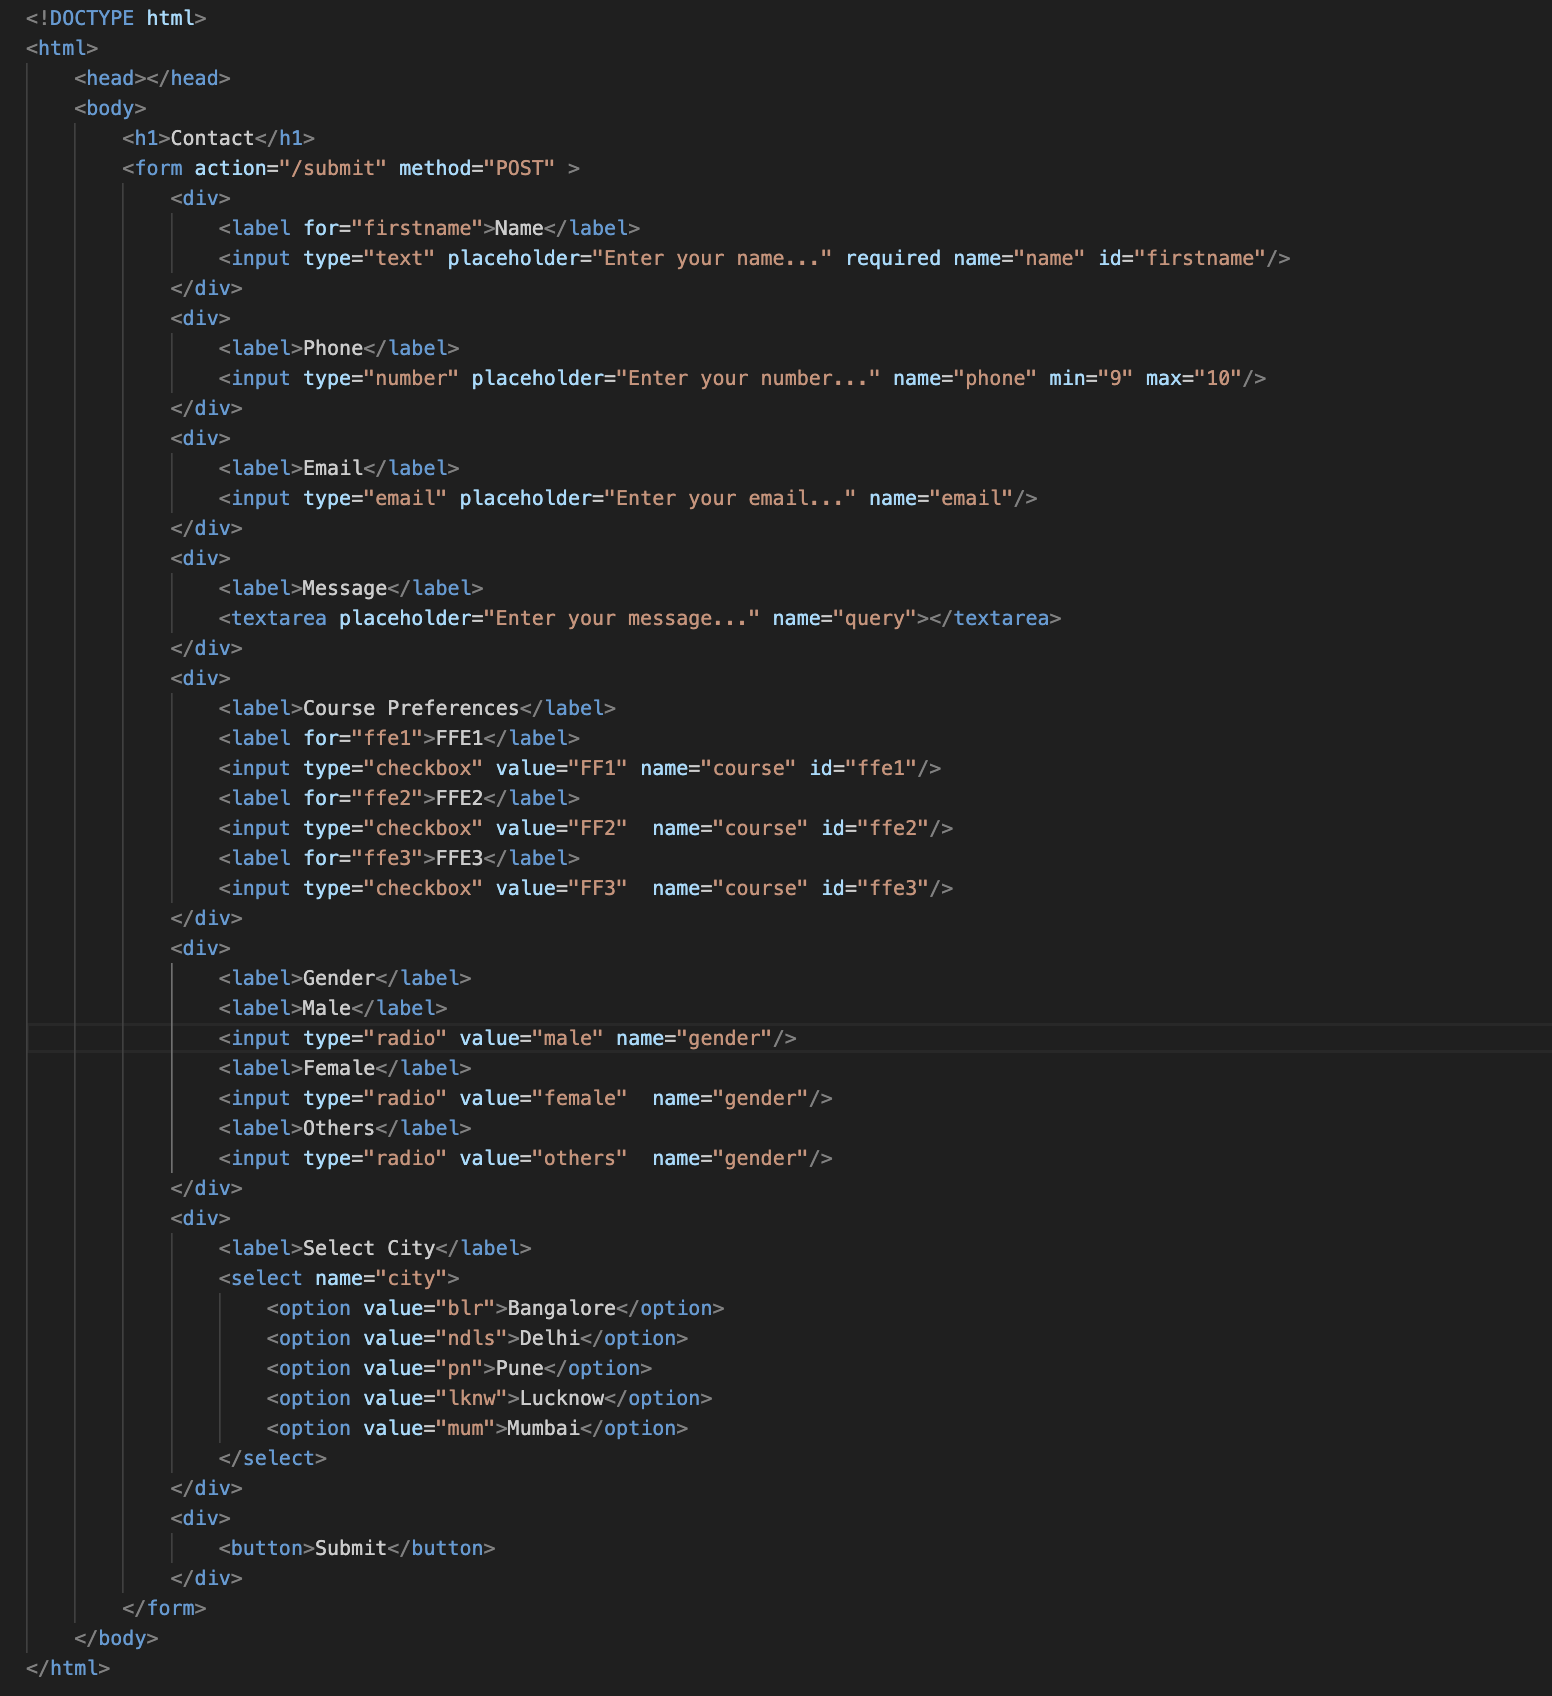 <!DOCTYPE html>
<html>
    <head></head>
    <body>
        <h1>Contact</h1>
        <form action="/submit" method="POST" >
            <div>
                <label for="firstname">Name</label>
                <input type="text" placeholder="Enter your name..." required name="name" id="firstname"/>
            </div>
            <div>
                <label>Phone</label>
                <input type="number" placeholder="Enter your number..." name="phone" min="9" max="10"/>
            </div>
            <div>
                <label>Email</label>
                <input type="email" placeholder="Enter your email..." name="email"/>
            </div>
            <div>
                <label>Message</label>
                <textarea placeholder="Enter your message..." name="query"></textarea>
            </div>
            <div>
                <label>Course Preferences</label>
                <label for="ffe1">FFE1</label>
                <input type="checkbox" value="FF1" name="course" id="ffe1"/>
                <label for="ffe2">FFE2</label>
                <input type="checkbox" value="FF2"  name="course" id="ffe2"/>
                <label for="ffe3">FFE3</label>
                <input type="checkbox" value="FF3"  name="course" id="ffe3"/>
            </div>
            <div>
                <label>Gender</label>
                <label>Male</label>
                <input type="radio" value="male" name="gender"/>
                <label>Female</label>
                <input type="radio" value="female"  name="gender"/>
                <label>Others</label>
                <input type="radio" value="others"  name="gender"/>
            </div>
            <div>
                <label>Select City</label>
                <select name="city">
                    <option value="blr">Bangalore</option>
                    <option value="ndls">Delhi</option>
                    <option value="pn">Pune</option>
                    <option value="lknw">Lucknow</option>
                    <option value="mum">Mumbai</option>
                </select>
            </div>
            <div>
                <button>Submit</button>
            </div>
        </form>
    </body>
</html>